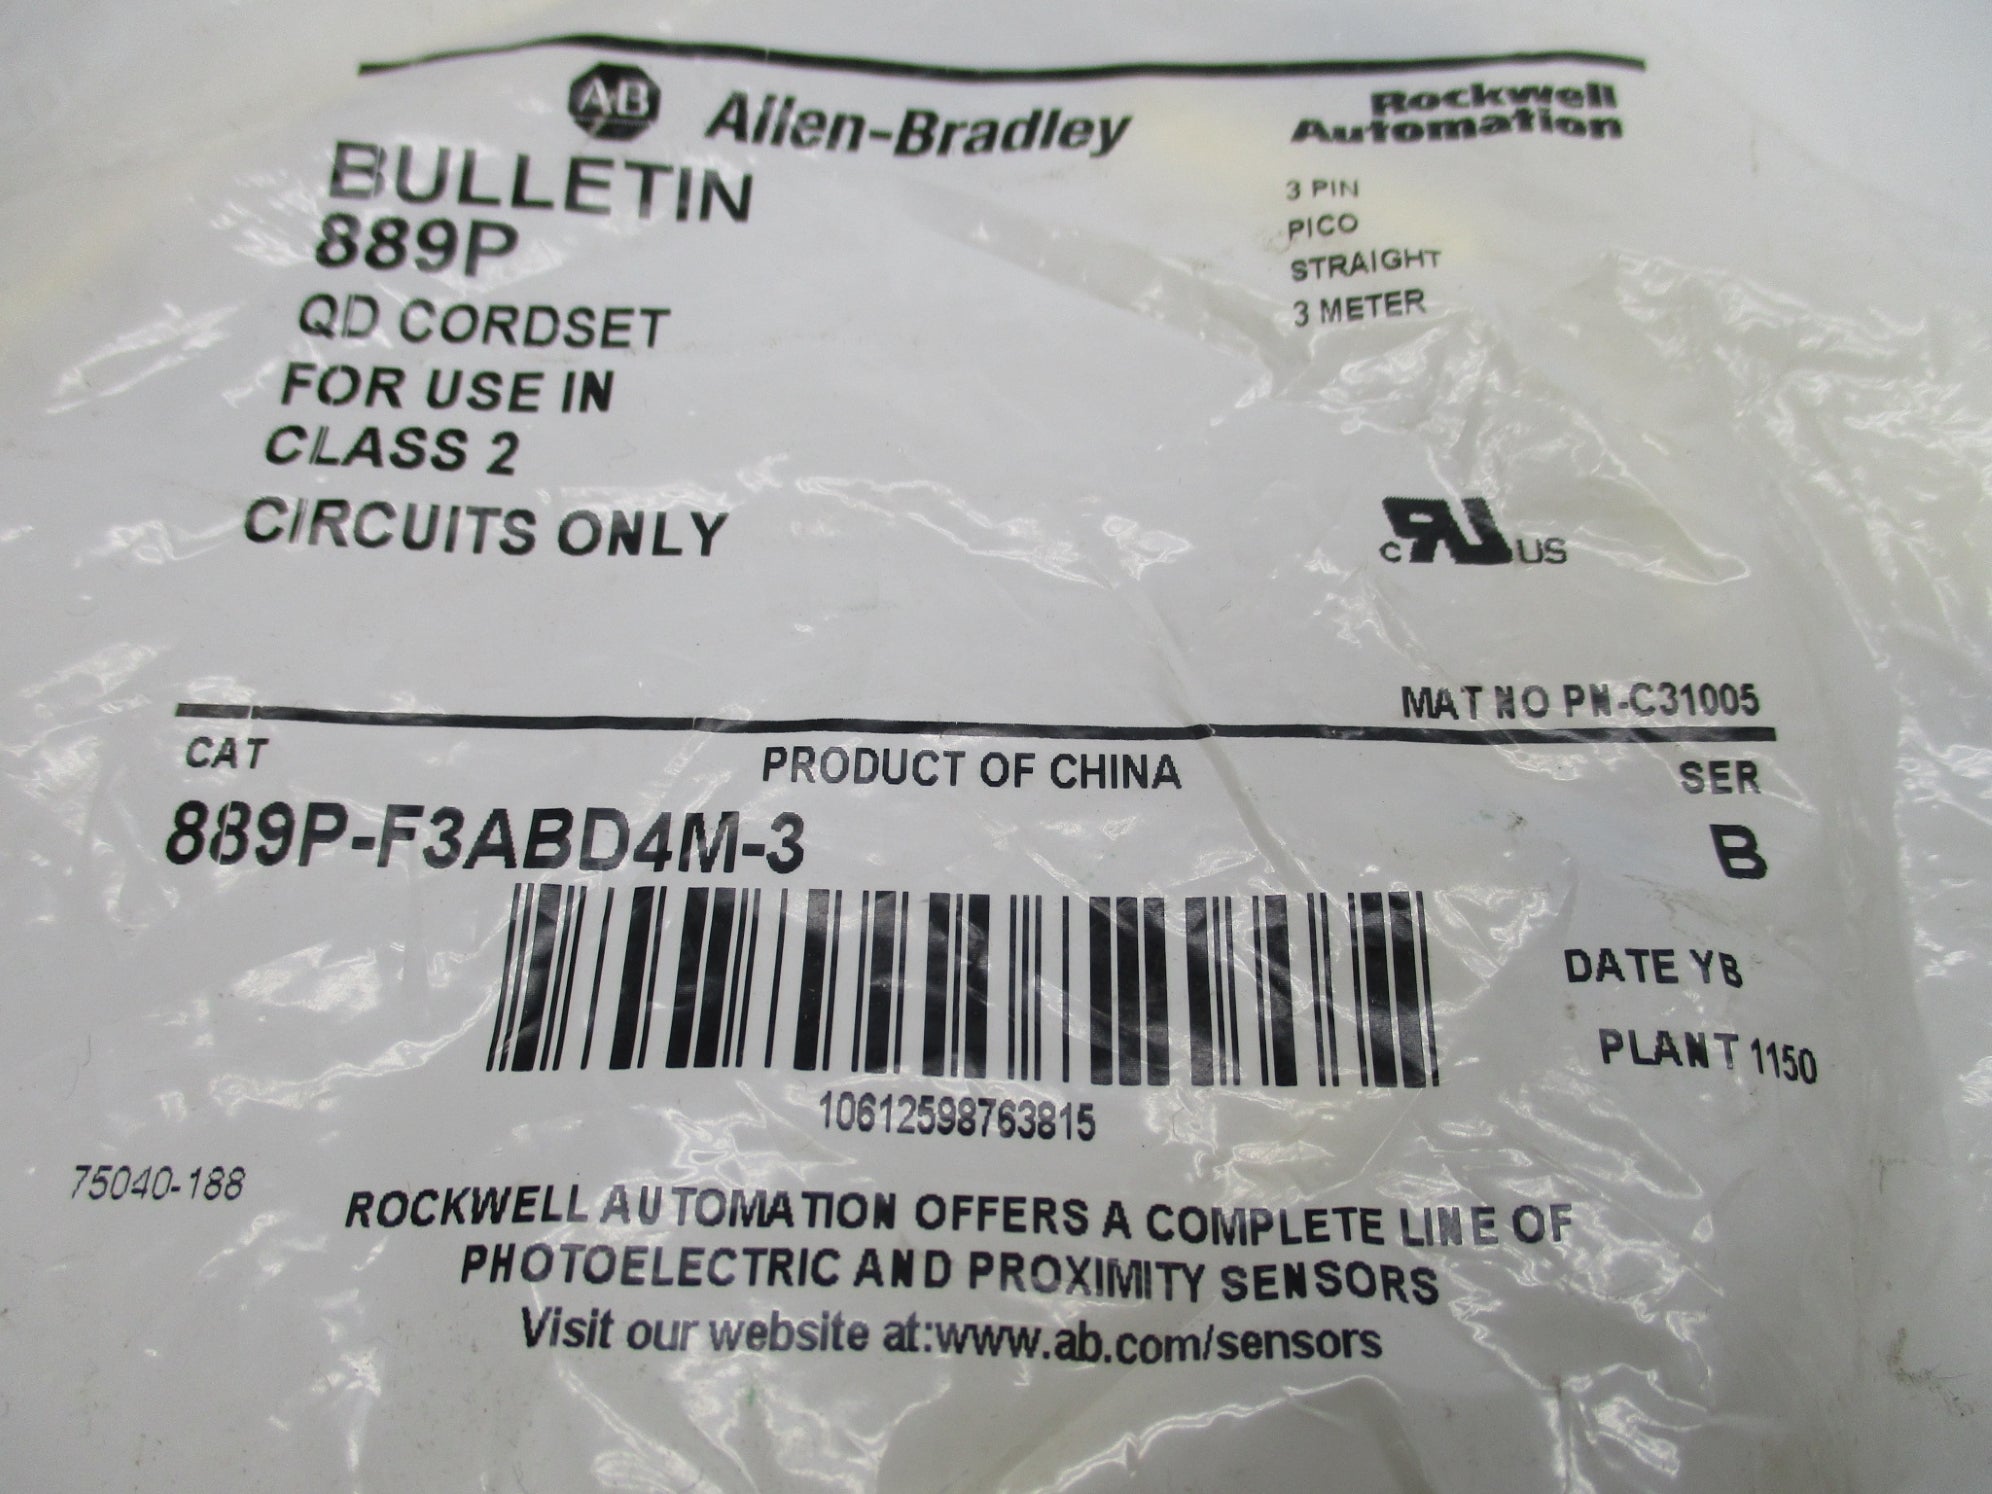 AB Allen-Bradley
Rockwell
Automation
BULLETIN
889P
QD CORDSET
FOR USE IN
CLASS 2
CIRCUITS ONLY
3 PIN
PICO
STRAIGHT
3 METER
c RU US
MAT NO PN-C31005
CAT
PRODUCT OF CHINA
SER
889P-F3ABD4M-3
B
DATE YB
PLANT 1150
10612598763815
75040-188
ROCKWELL AUTOMATION OFFERS A COMPLETE LINE OF
PHOTOELECTRIC AND PROXIMITY SENSORS
Visit our website at:www.ab.com/sensors